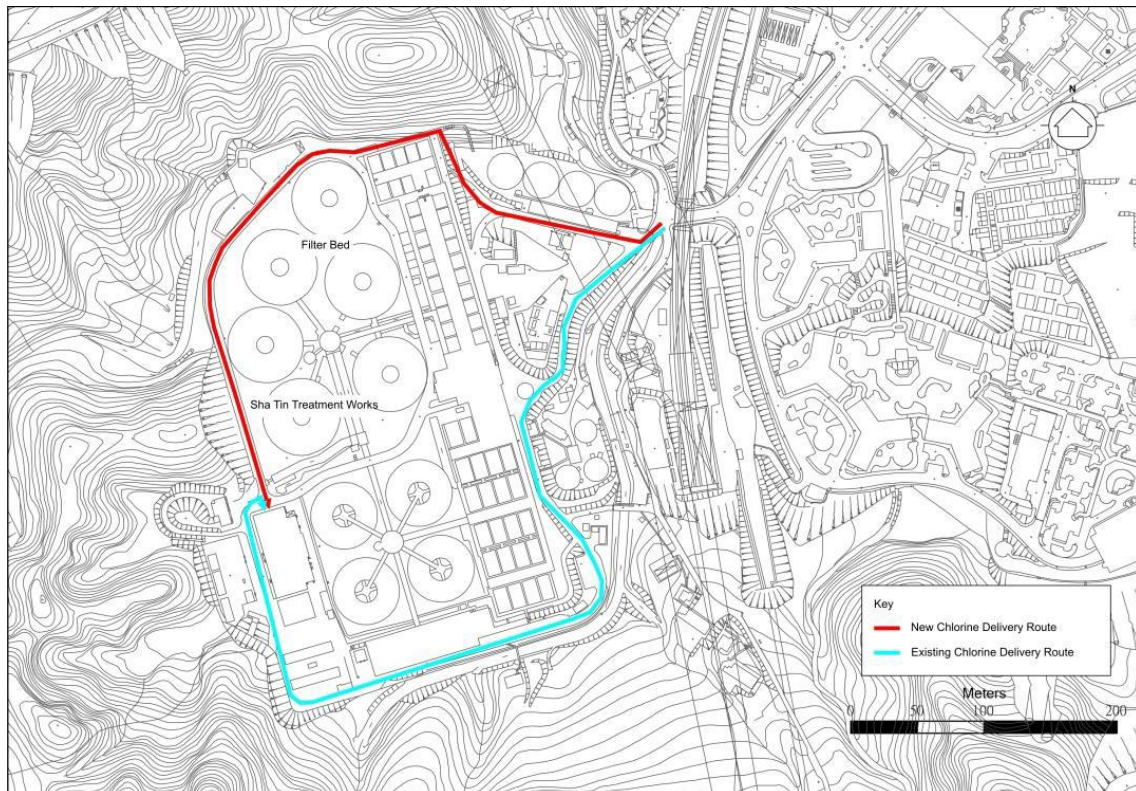 N
Filter Bed
Sha Tin Treatment Works
Key
New Chlorine Delivery Route
Existing Chlorine Delivery Route
Meters
0 50 100 200